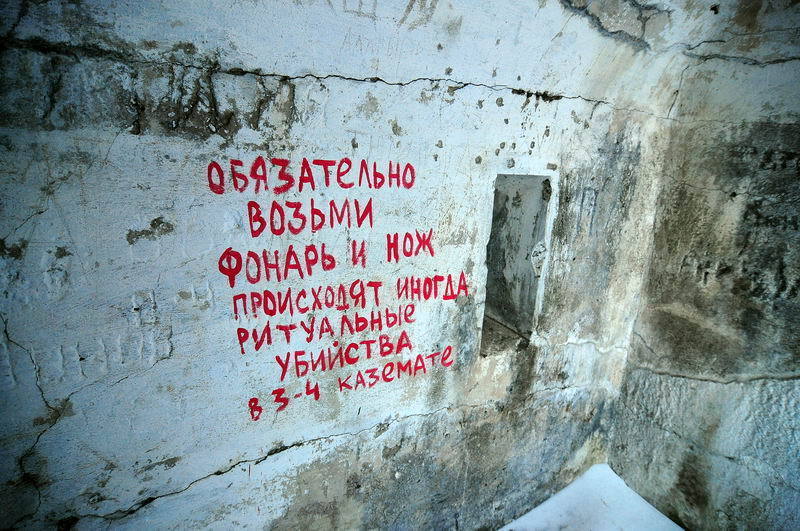 ОБЯЗАТЕЛЬНО
ВОЗЬМИ
ФОНАРЬ И НОЖ
ПРОИСХОДЯТ ИНОГДА
РИТУАЛЬНЫЕ
УБИЙСТВА
В 3-4 КАЗЕМАТЕ